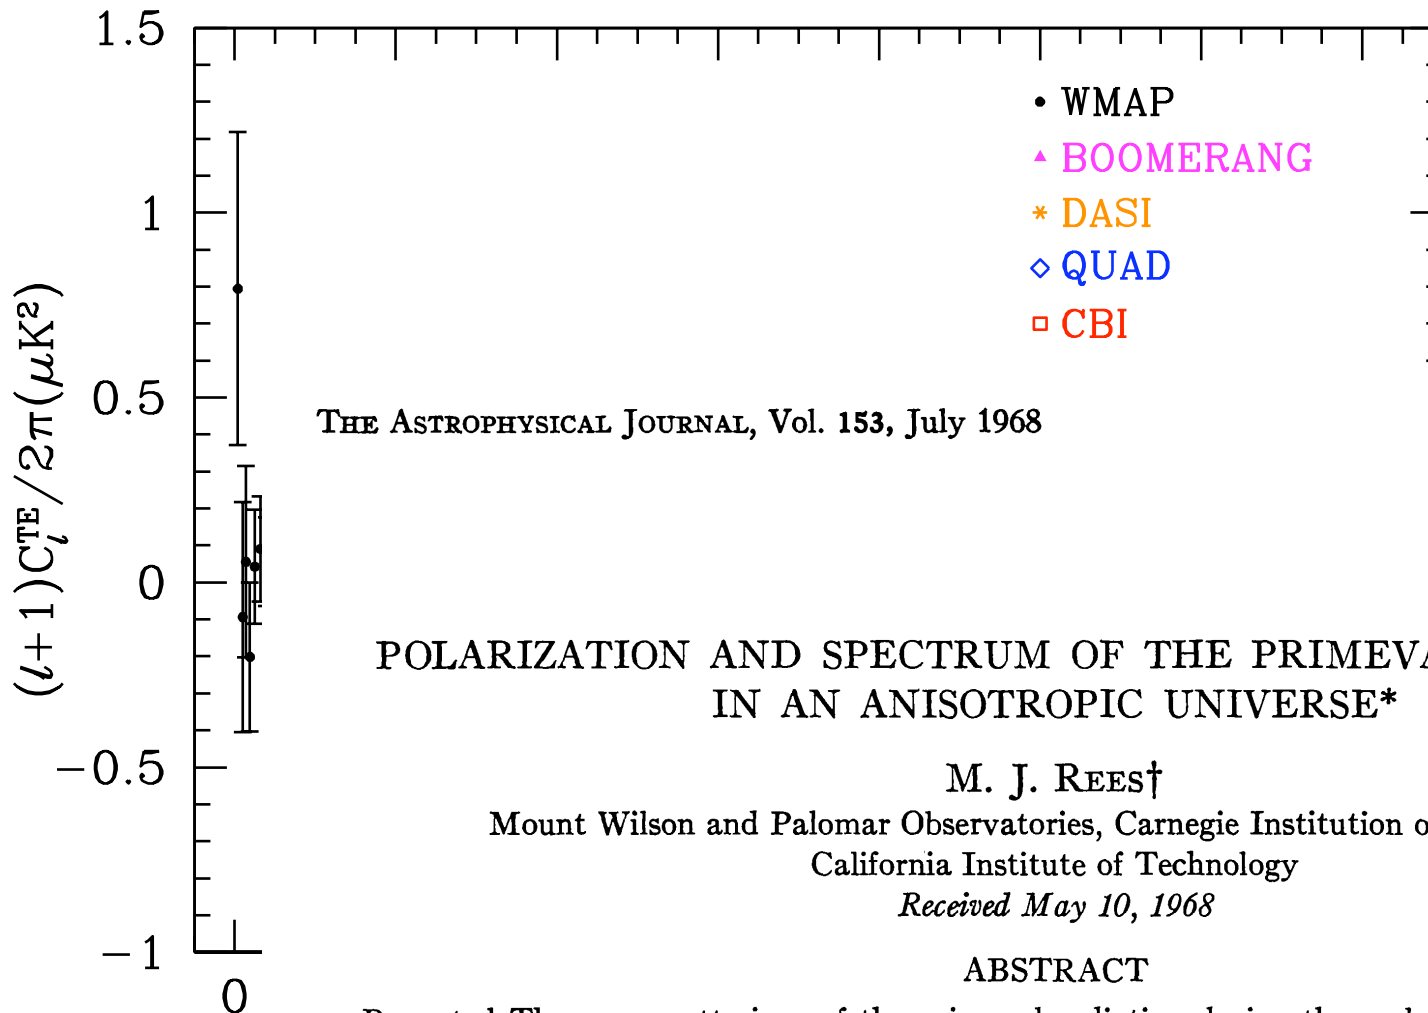 1.5
WMAP
BOOMERANG
1
DASI
QUAD
CBI
(ℓ+1)C_ℓ^TE/2π(μK²)
0.5
THE ASTROPHYSICAL JOURNAL, Vol. 153, July 1968
0
POLARIZATION AND SPECTRUM OF THE
IN AN ANISOTROPIC UNIVERSE*
−0.5
M. J. REES†
Mount Wilson and Palomar Observatories, Carnegie Institution
California Institute of Technology
Received May 10, 1968
−1
ABSTRACT
0